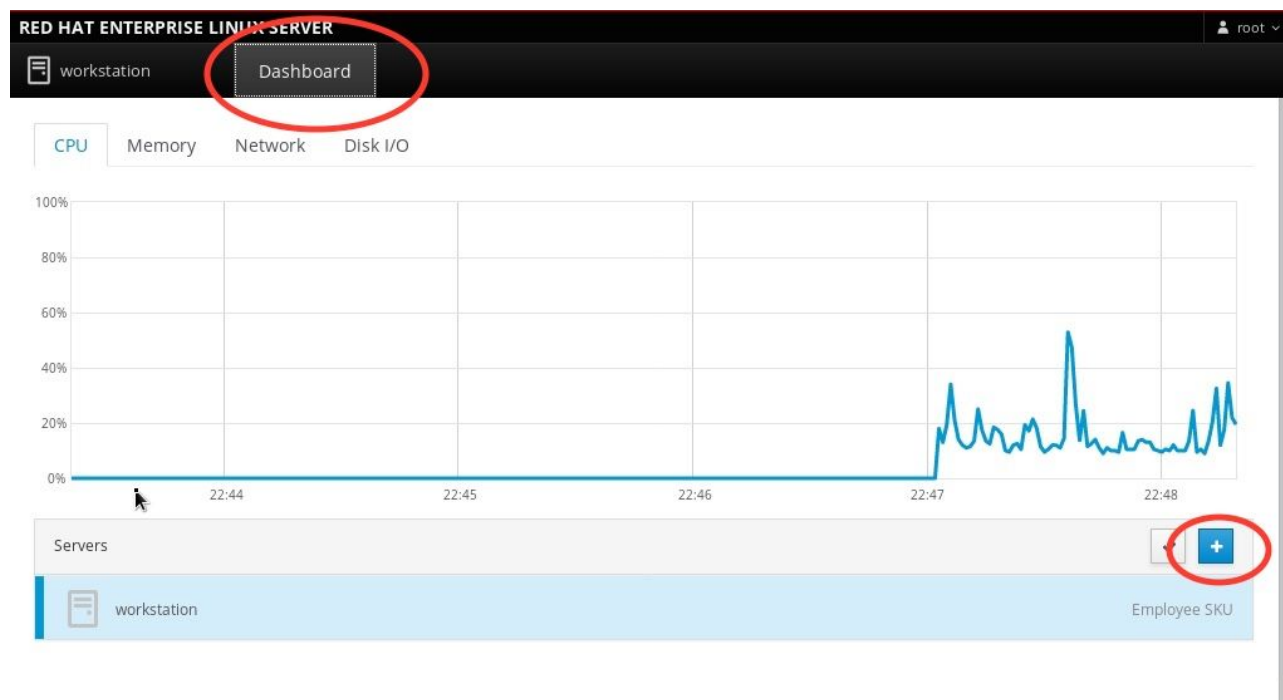 RED HAT ENTERPRISE LINUX SERVER
root
workstation
Dashboard
CPU Memory Network Disk I/O
100%
80%
60%
40%
20%
0%
22:44 22:45 22:46 22:47 22:48
Servers
workstation
Employee SKU